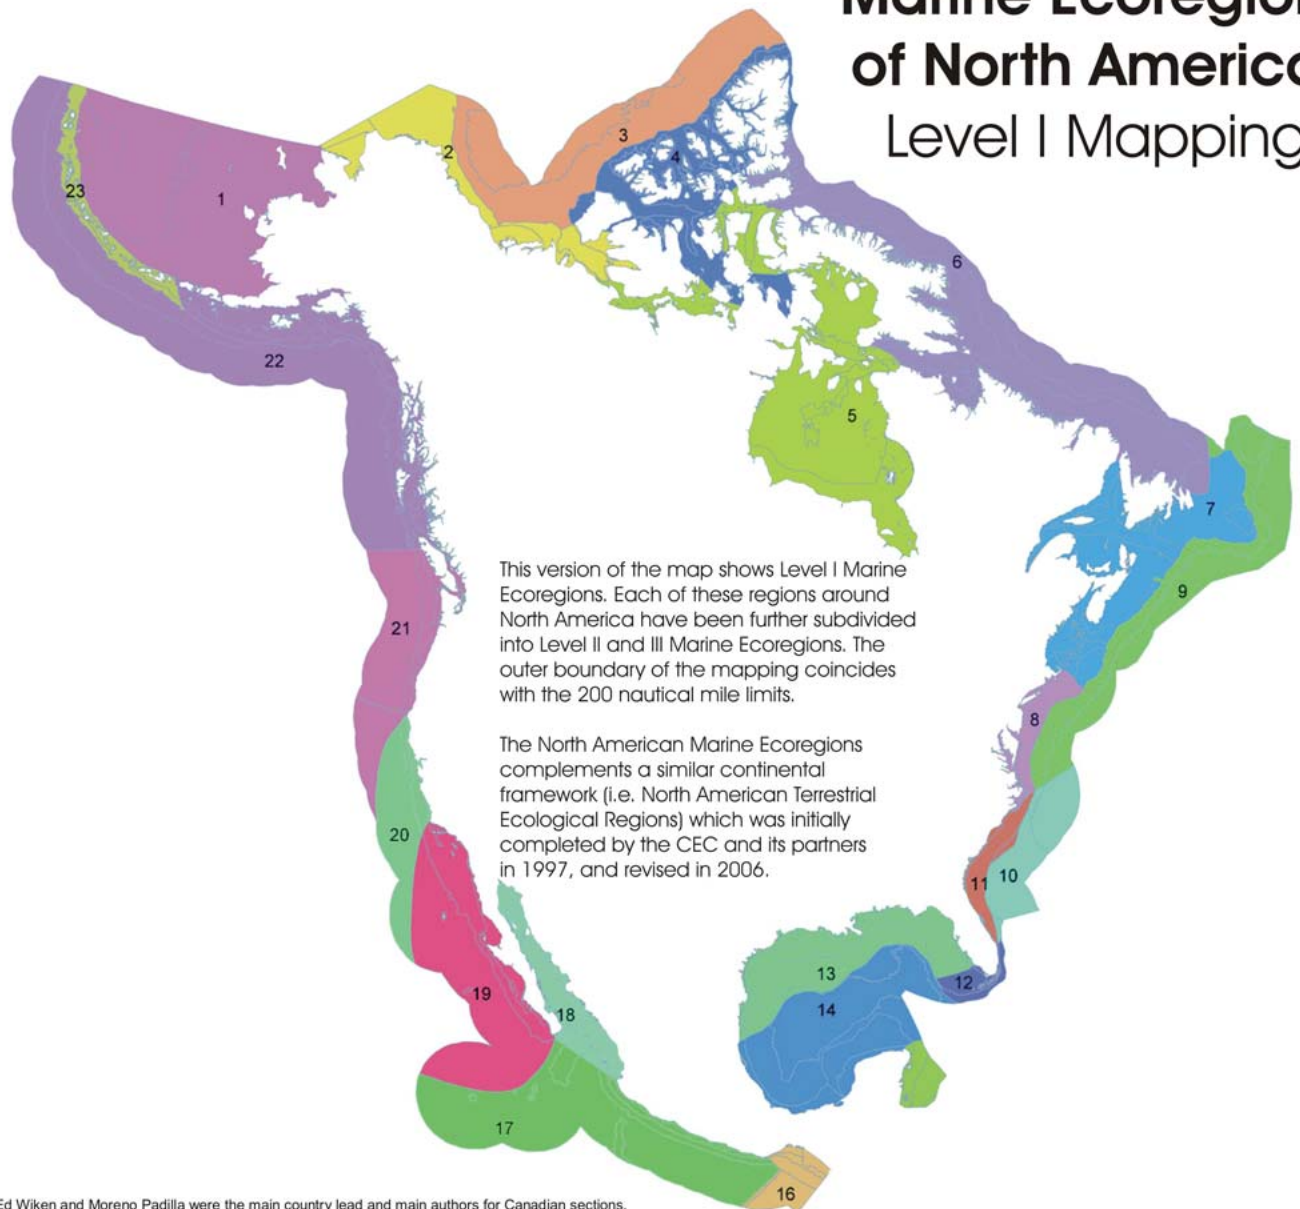 Marine Ecoregion
of North America
Level I Mapping
1
2
3
4
23
6
22
5
7
This version of the map shows Level I Marine
Ecoregions. Each of these regions around
North America have been further subdivided
into Level II and III Marine Ecoregions. The
outer boundary of the mapping coincides
with the 200 nautical mile limits.
9
21
8
The North American Marine Ecoregions
complements a similar continental
framework (i.e. North American Terrestrial
Ecological Regions) which was initially
completed by the CEC and its partners
in 1997, and revised in 2006.
20
11
10
13
12
19
14
18
17
16
Ed Wiken and Moreno Padilla were the main country lead and main authors for Canadian sections.